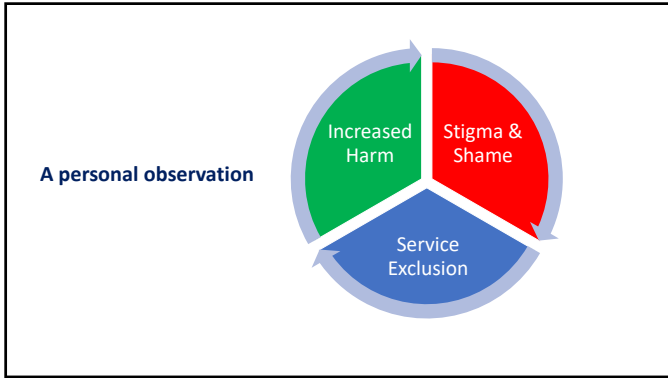 A personal observation
Increased
Harm
Stigma &
Shame
Service
Exclusion